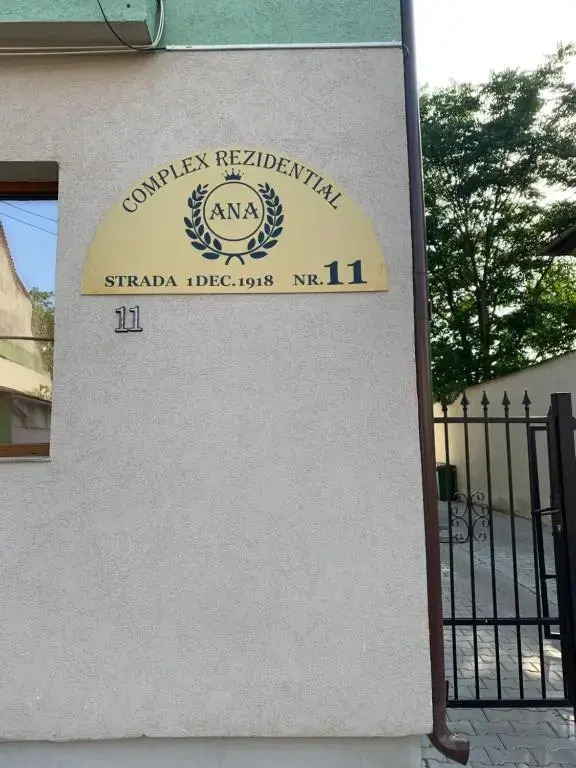 COMPLEX REZIDENTIAL
ANA
STRADA 1DEC.1918 NR.11
11